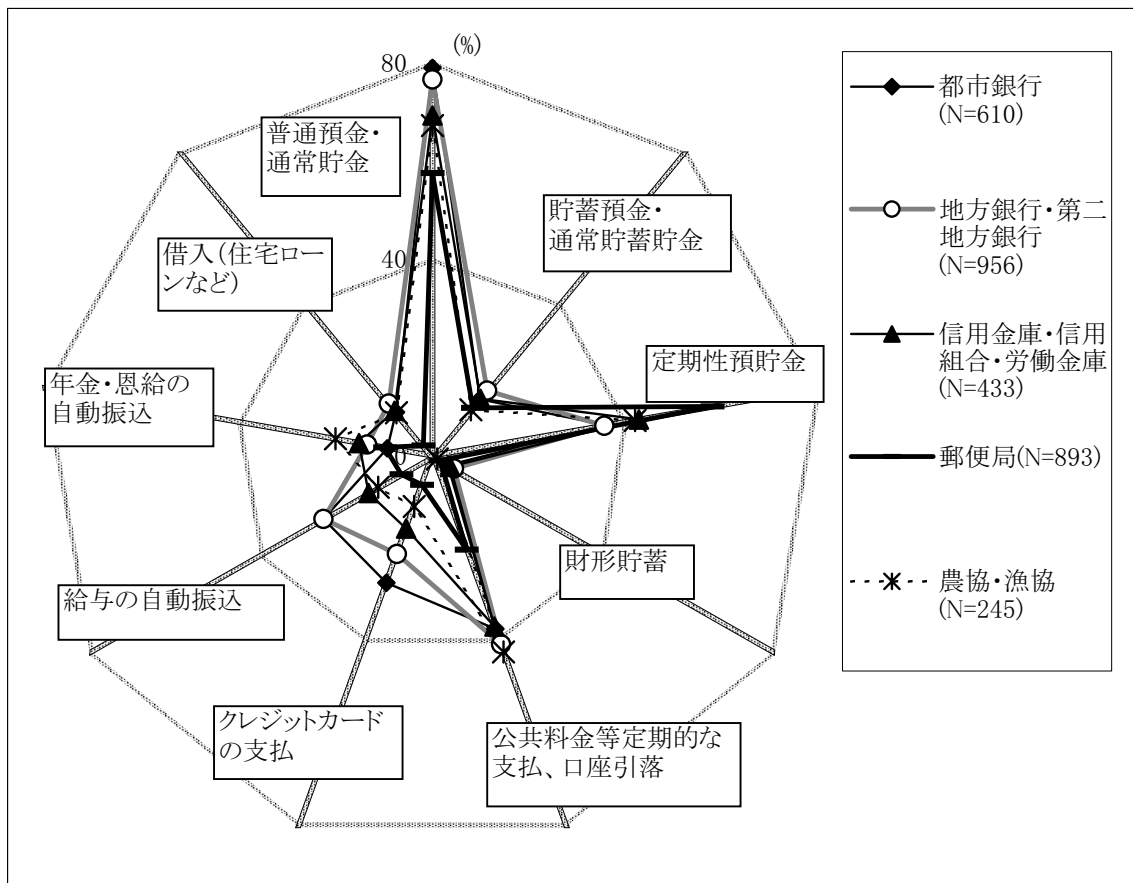 (%)
80
40
0
普通預金・
通常貯金
貯蓄預金・
通常貯蓄貯金
借入(住宅ロー
ンなど)
定期性預貯金
年金・恩給の
自動振込
財形貯蓄
給与の自動振込
クレジットカード
の支払
公共料金等定期的な
支払、口座引落
都市銀行
(N=610)
地方銀行・第二
地方銀行
(N=956)
信用金庫・信用
組合・労働金庫
(N=433)
郵便局(N=893)
農協・漁協
(N=245)